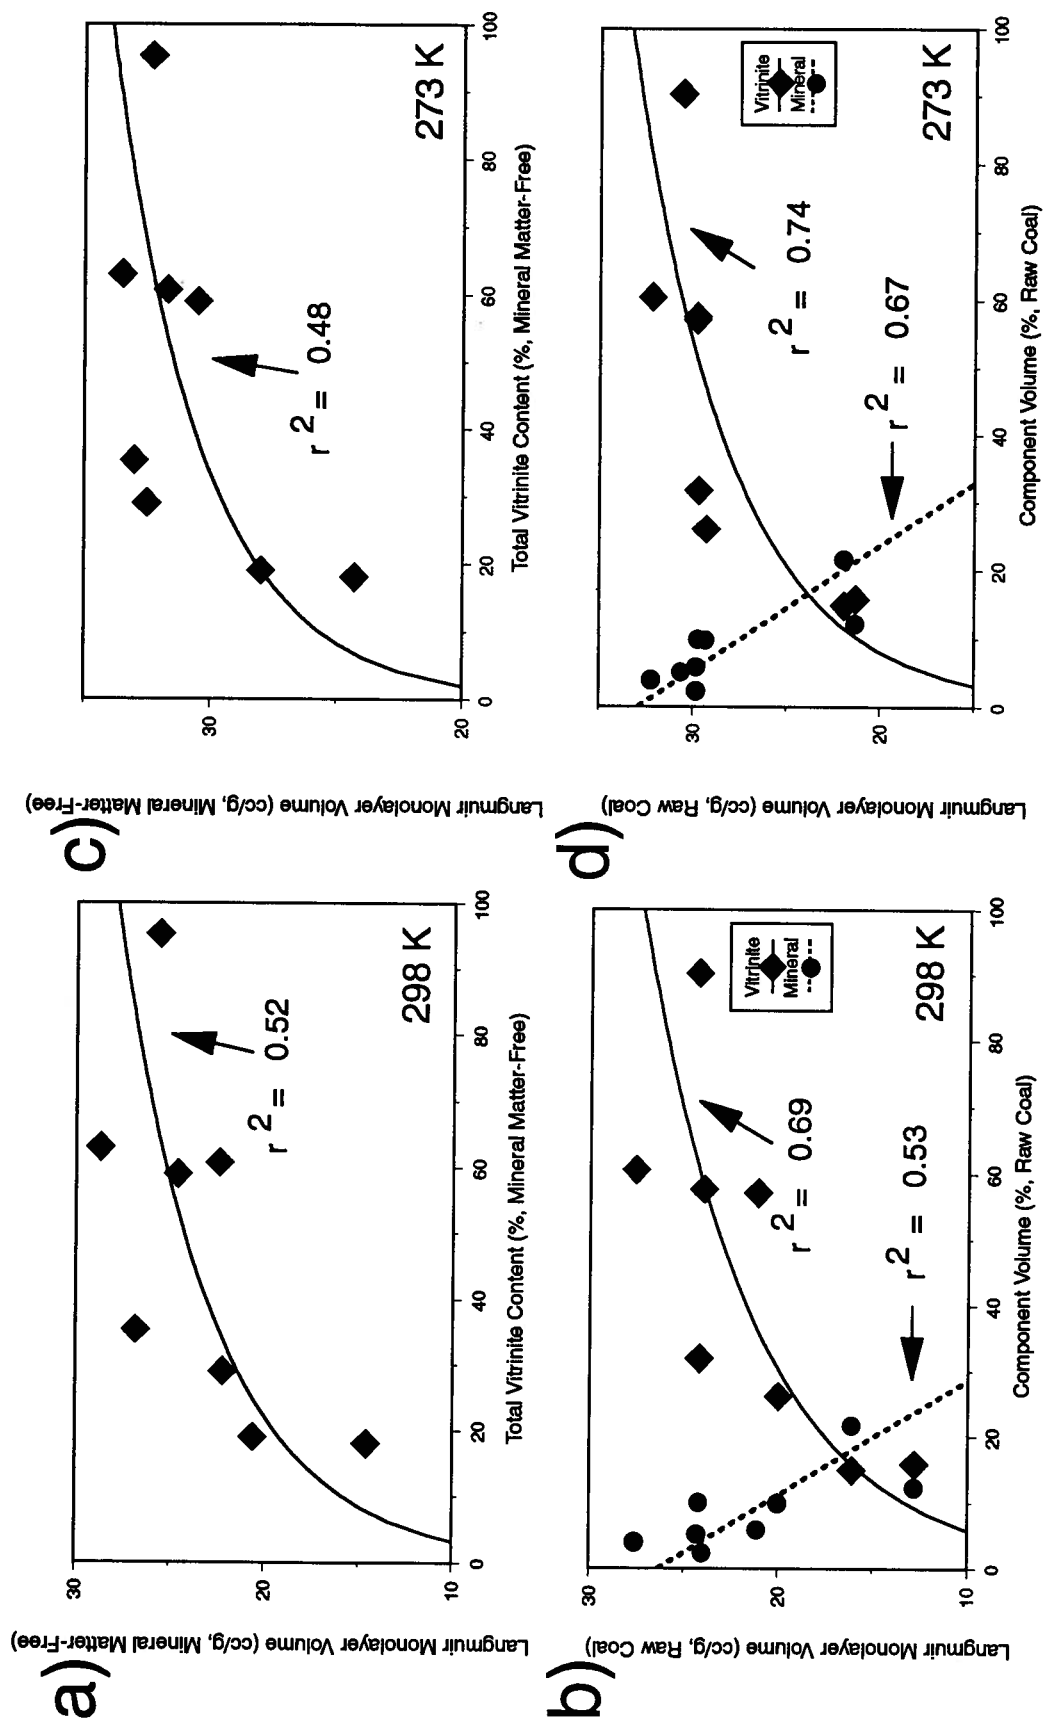 a)
Langmuir Monolayer Volume (cc/g, Mineral Matter-Free)
30
20
10
r 2 = 0.52
298 K
0 20 40 60 80 100
Total Vitrinite Content (%, Mineral Matter-Free)
c)
Langmuir Monolayer Volume (cc/g, Mineral Matter-Free)
30
20
r 2 = 0.48
273 K
0 20 40 60 80 100
Total Vitrinite Content (%, Mineral Matter-Free)
b)
Langmuir Monolayer Volume (cc/g, Raw Coal)
30
20
10
Vitrinite
Mineral
r 2 = 0.69
r 2 = 0.53
298 K
0 20 40 60 80 100
Component Volume (%, Raw Coal)
d)
Langmuir Monolayer Volume (cc/g, Raw Coal)
30
20
Vitrinite
Mineral
r 2 = 0.74
r 2 = 0.67
273 K
0 20 40 60 80 100
Component Volume (%, Raw Coal)